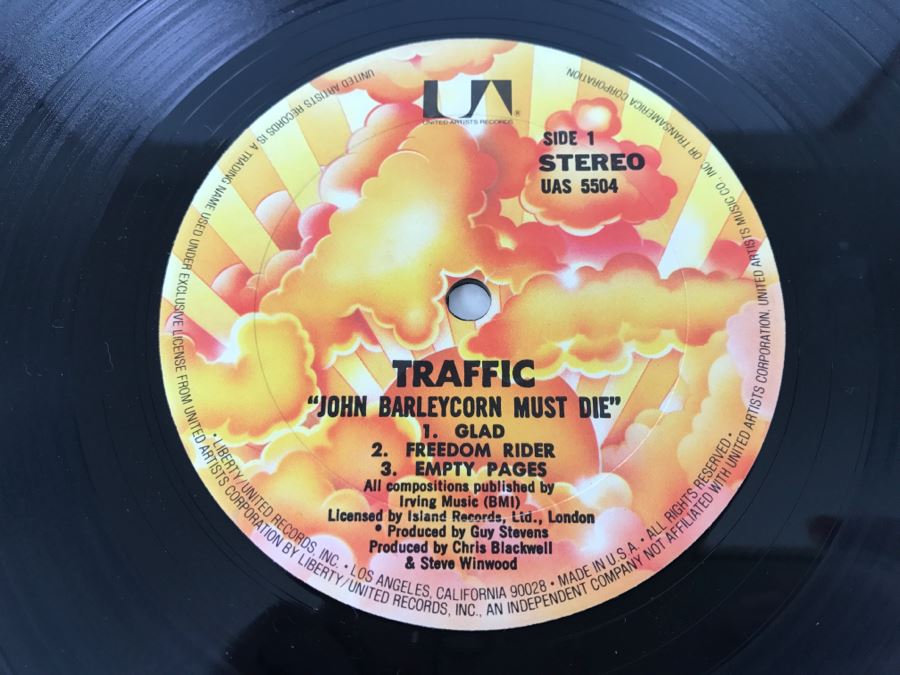 UA
UNITED ARTISTS RECORDS ®
SIDE 1
STEREO
UAS 5504
TRAFFIC
"JOHN BARLEYCORN MUST DIE"
1. GLAD
2. FREEDOM RIDER
3. EMPTY PAGES
All compositions published by
Irving Music (BMI)
Licensed by Island Records, Ltd., London
* Produced by Guy Stevens
Produced by Chris Blackwell
& Steve Winwood
• LIBERTY/UNITED RECORDS, INC. • LOS ANGELES, CALIFORNIA 90028 • MADE IN U.S.A. • ALL RIGHTS RESERVED •
UNITED ARTISTS RECORDS IS A TRADING NAME USED UNDER EXCLUSIVE LICENSE FROM UNITED ARTISTS CORPORATION BY LIBERTY/UNITED RECORDS, INC., AN INDEPENDENT COMPANY NOT AFFILIATED WITH UNITED ARTISTS CORPORATION, UNITED ARTISTS MUSIC CO., INC. OR TRANSAMERICA CORPORATION.